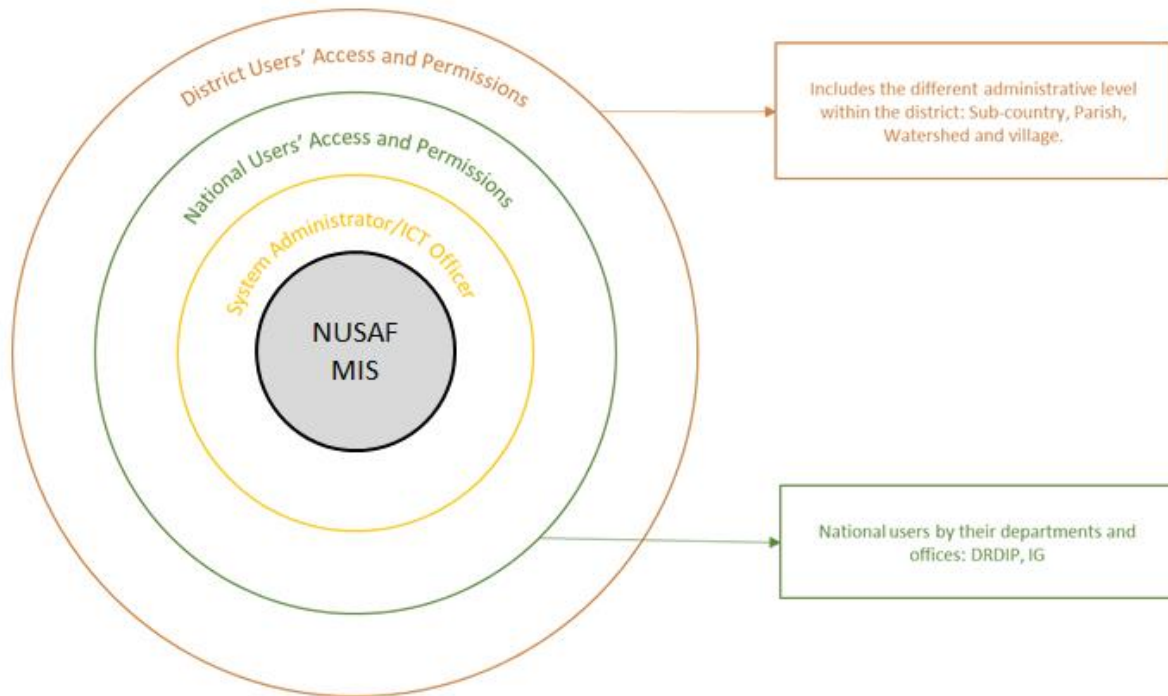 District Users’ Access and Permissions
National Users’ Access and Permissions
System Administrator/ICT Officer
NUSAF
MIS
Includes the different administrative level
within the district: Sub-country, Parish,
Watershed and village.
National users by their departments and
offices: DRDIP, IG